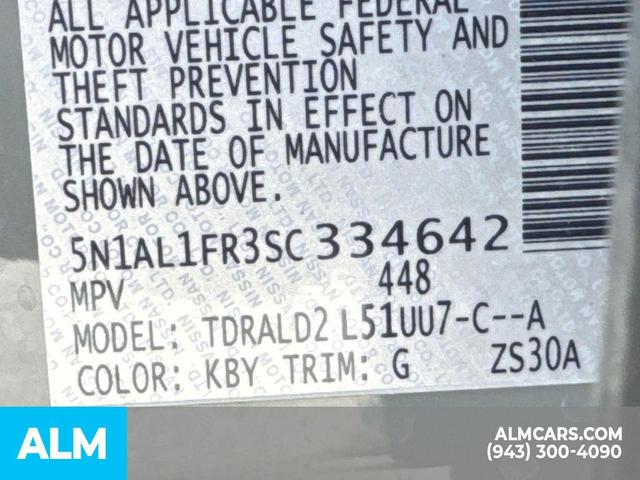 ALL APPLICABLE FEDERAL
MOTOR VEHICLE SAFETY AND
THEFT PREVENTION
STANDARDS IN EFFECT ON
THE DATE OF MANUFACTURE
SHOWN ABOVE.
5N1AL1FR3SC334642
MPV 448
MODEL: TDRALD2 L51UU7-C--A
COLOR: KBY TRIM: G ZS30A
ALM
ALMCARS.COM
(943) 300-4090